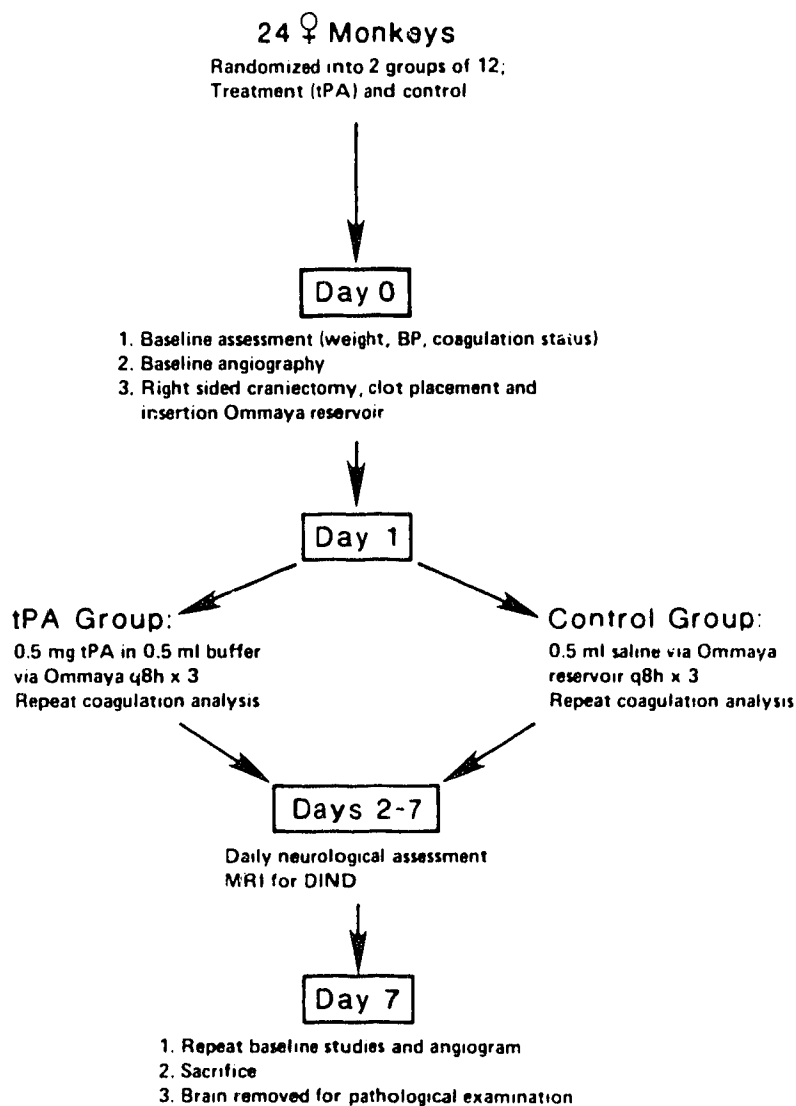 24 ♀ Monkeys
Randomized into 2 groups of 12;
Treatment (tPA) and control
Day 0
1. Baseline assessment (weight, BP, coagulation status)
2. Baseline angiography
3. Right sided craniectomy, clot placement and
insertion Ommaya reservoir
Day 1
tPA Group:
0.5 mg tPA in 0.5 ml buffer
via Ommaya q8h x 3
Repeat coagulation analysis
Control Group:
0.5 ml saline via Ommaya
reservoir q8h x 3
Repeat coagulation analysis
Days 2-7
Daily neurological assessment
MRI for DIND
Day 7
1. Repeat baseline studies and angiogram
2. Sacrifice
3. Brain removed for pathological examination